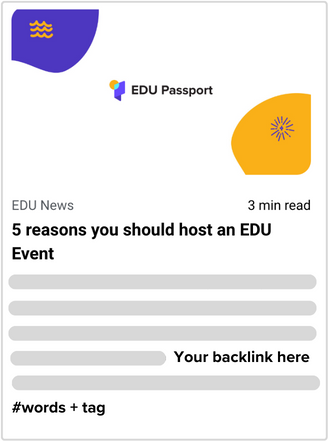 EDU Passport
EDU News
3 min read
5 reasons you should host an EDU
Event
Your backlink here
#words + tag